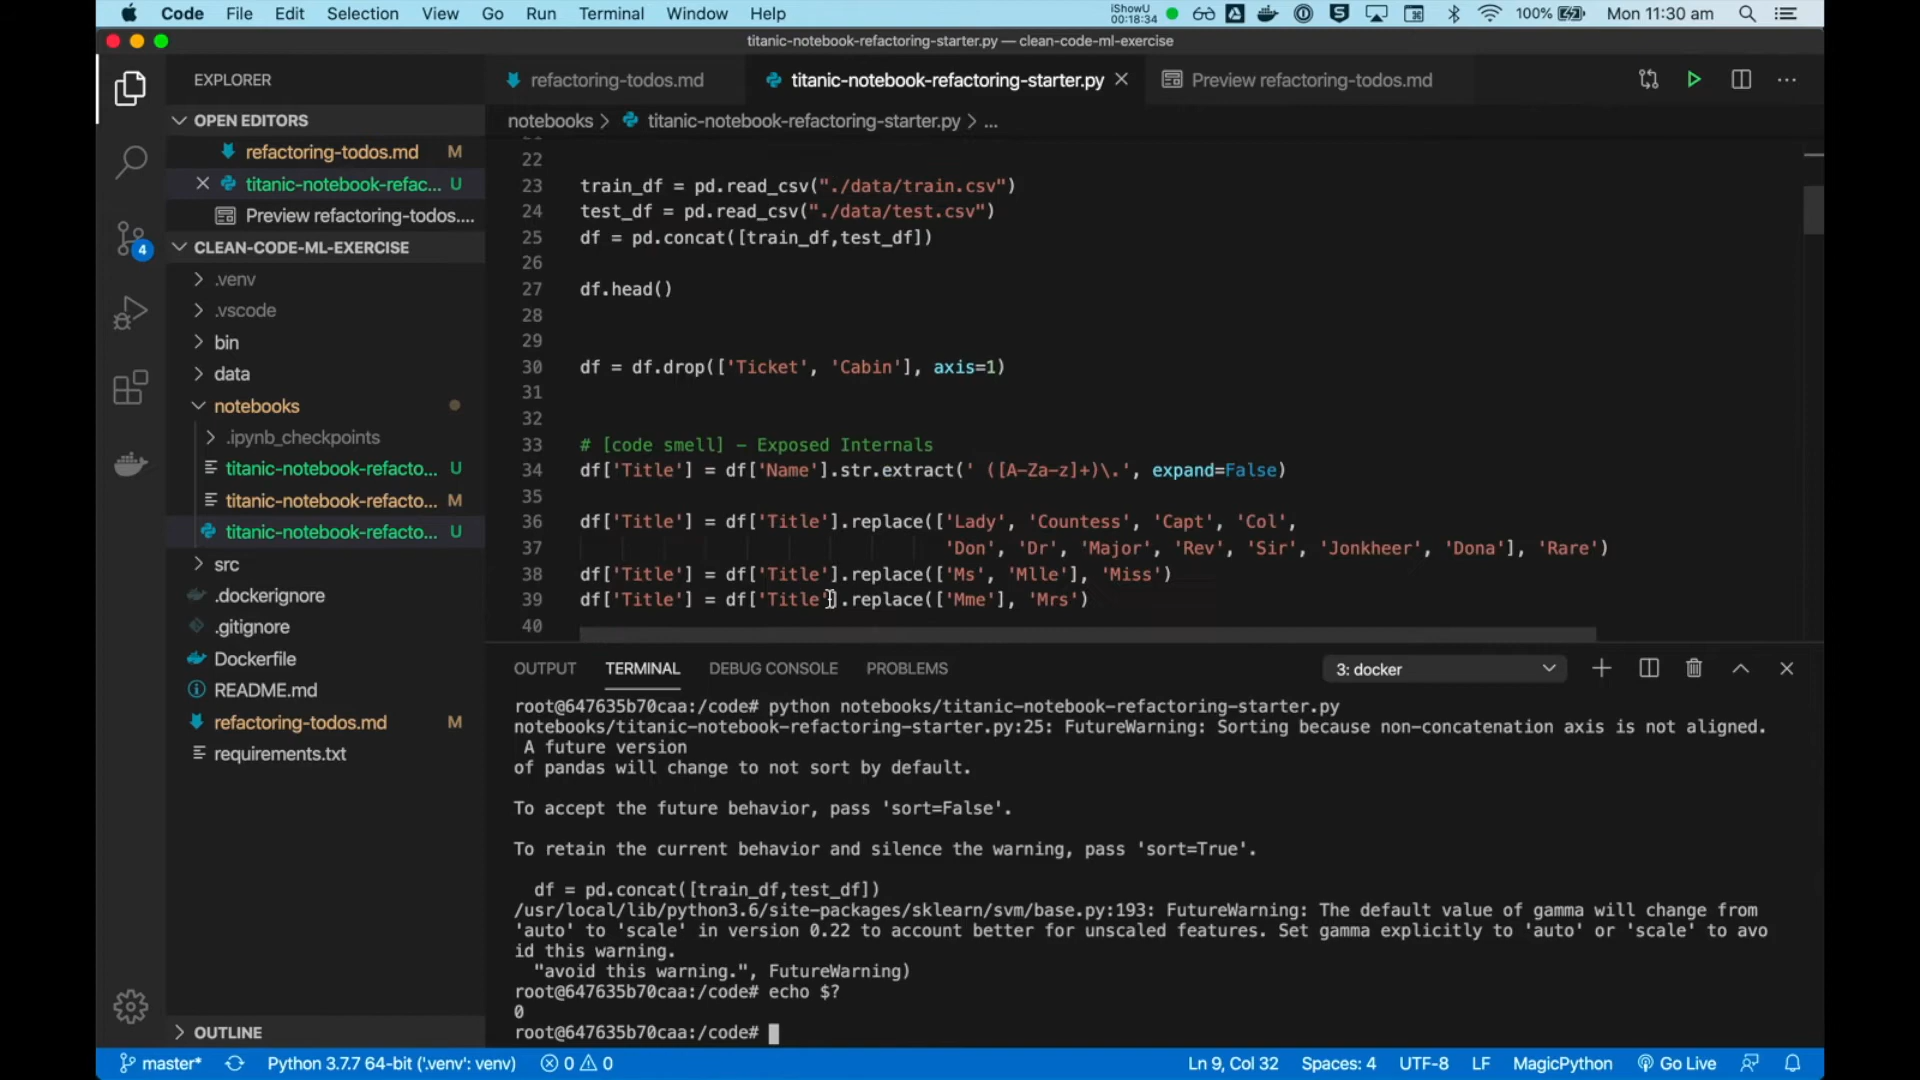 Code File Edit Selection View Go Run Terminal Window Help
iShowU
00:18:34
100%
Mon 11:30 am
titanic-notebook-refactoring-starter.py — clean-code-ml-exercise
EXPLORER
OPEN EDITORS
refactoring-todos.md M
titanic-notebook-refac... U
Preview refactoring-todos....
CLEAN-CODE-ML-EXERCISE
.venv
.vscode
bin
data
notebooks
.ipynb_checkpoints
titanic-notebook-refacto... U
titanic-notebook-refacto... M
titanic-notebook-refacto... U
src
.dockerignore
.gitignore
Dockerfile
README.md
refactoring-todos.md M
requirements.txt
OUTLINE
4
refactoring-todos.md
titanic-notebook-refactoring-starter.py
Preview refactoring-todos.md
notebooks > titanic-notebook-refactoring-starter.py > ...
22
23 train_df = pd.read_csv("./data/train.csv")
24 test_df = pd.read_csv("./data/test.csv")
25 df = pd.concat([train_df,test_df])
26
27 df.head()
28
29
30 df = df.drop(['Ticket', 'Cabin'], axis=1)
31
32
33 # [code smell] – Exposed Internals
34 df['Title'] = df['Name'].str.extract(' ([A-Za-z]+)\.', expand=False)
35
36 df['Title'] = df['Title'].replace(['Lady', 'Countess', 'Capt', 'Col',
37 'Don', 'Dr', 'Major', 'Rev', 'Sir', 'Jonkheer', 'Dona'], 'Rare')
38 df['Title'] = df['Title'].replace(['Ms', 'Mlle'], 'Miss')
39 df['Title'] = df['Title'].replace(['Mme'], 'Mrs')
40
OUTPUT TERMINAL DEBUG CONSOLE PROBLEMS
3: docker
root@647635b70caa:/code# python notebooks/titanic-notebook-refactoring-starter.py
notebooks/titanic-notebook-refactoring-starter.py:25: FutureWarning: Sorting because non-concatenation axis is not aligned.
A future version
of pandas will change to not sort by default.
To accept the future behavior, pass 'sort=False'.
To retain the current behavior and silence the warning, pass 'sort=True'.
df = pd.concat([train_df,test_df])
/usr/local/lib/python3.6/site-packages/sklearn/svm/base.py:193: FutureWarning: The default value of gamma will change from
'auto' to 'scale' in version 0.22 to account better for unscaled features. Set gamma explicitly to 'auto' or 'scale' to avo
id this warning.
"avoid this warning.", FutureWarning)
root@647635b70caa:/code# echo $?
0
root@647635b70caa:/code#
master* Python 3.7.7 64-bit ('.venv': venv) 0 0
Ln 9, Col 32 Spaces: 4 UTF-8 LF MagicPython Go Live